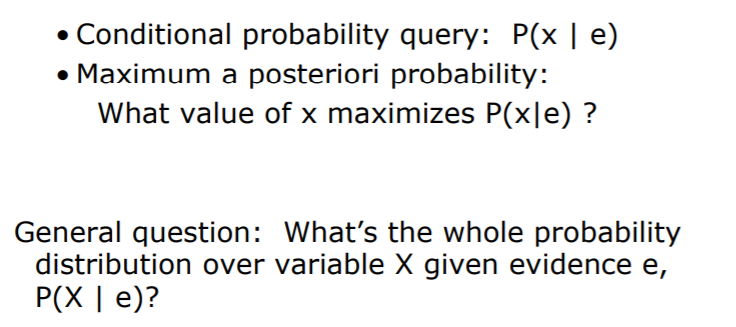 • Conditional probability query:  P(x | e)
• Maximum a posteriori probability:
What value of x maximizes P(x|e) ?
General question:  What’s the whole probability
distribution over variable X given evidence e,
P(X | e)?